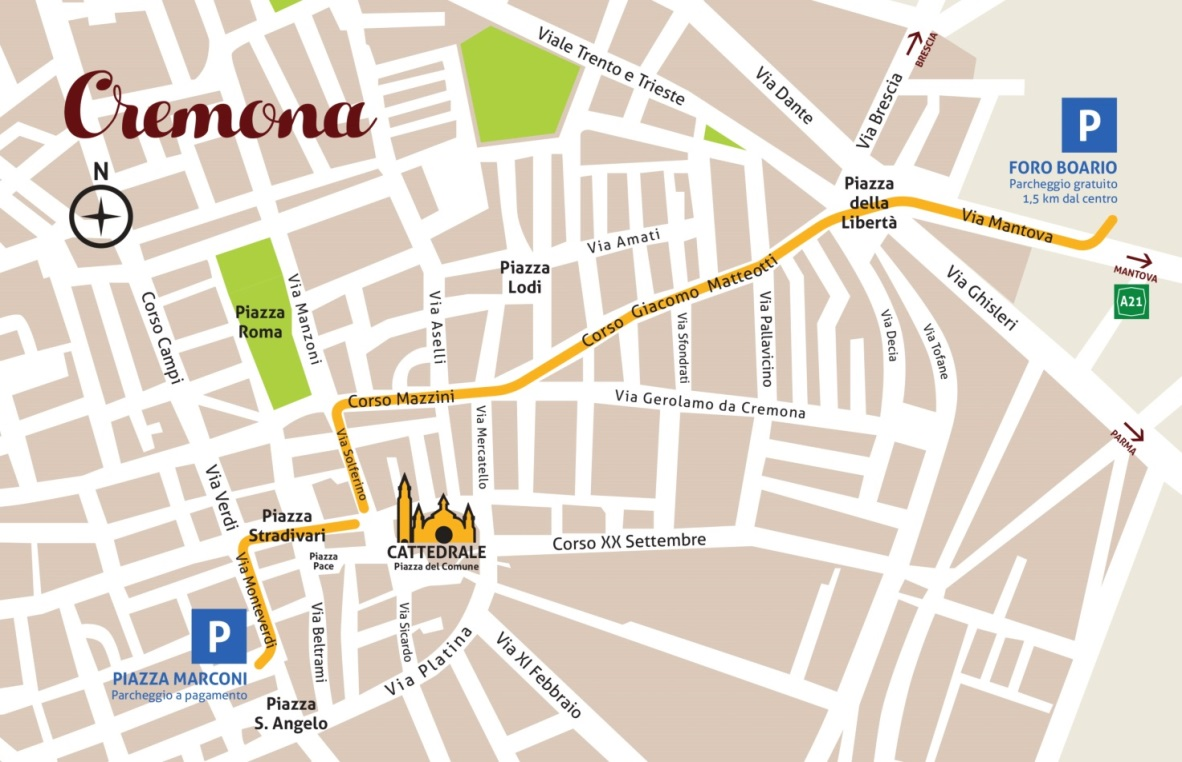 Cremona
N
Viale Trento e Trieste
Via Dante
Via Brescia
BRESCIA
P
FORO BOARIO
Parcheggio gratuito
1,5 km dal centro
Piazza
della
Libertà
Via Mantova
MANTOVA
A21
Via Ghisleri
PARMA
Via Amati
Piazza
Lodi
Corso Giacomo Matteotti
Via Sfondrati
Via Pallavicino
Via Decia
Via Tofane
Via Gerolamo da Cremona
Corso Campi
Piazza
Roma
Via Manzoni
Via Aselli
Corso Mazzini
Via Solferino
Via Mercatello
Via Verdi
Piazza
Stradivari
Piazza
Pace
CATTEDRALE
Piazza del Comune
Corso XX Settembre
Via Monteverdi
P
PIAZZA MARCONI
Parcheggio a pagamento
Via Beltrami
Via Sicardo
Via Platina
Via XI Febbraio
Piazza
S. Angelo